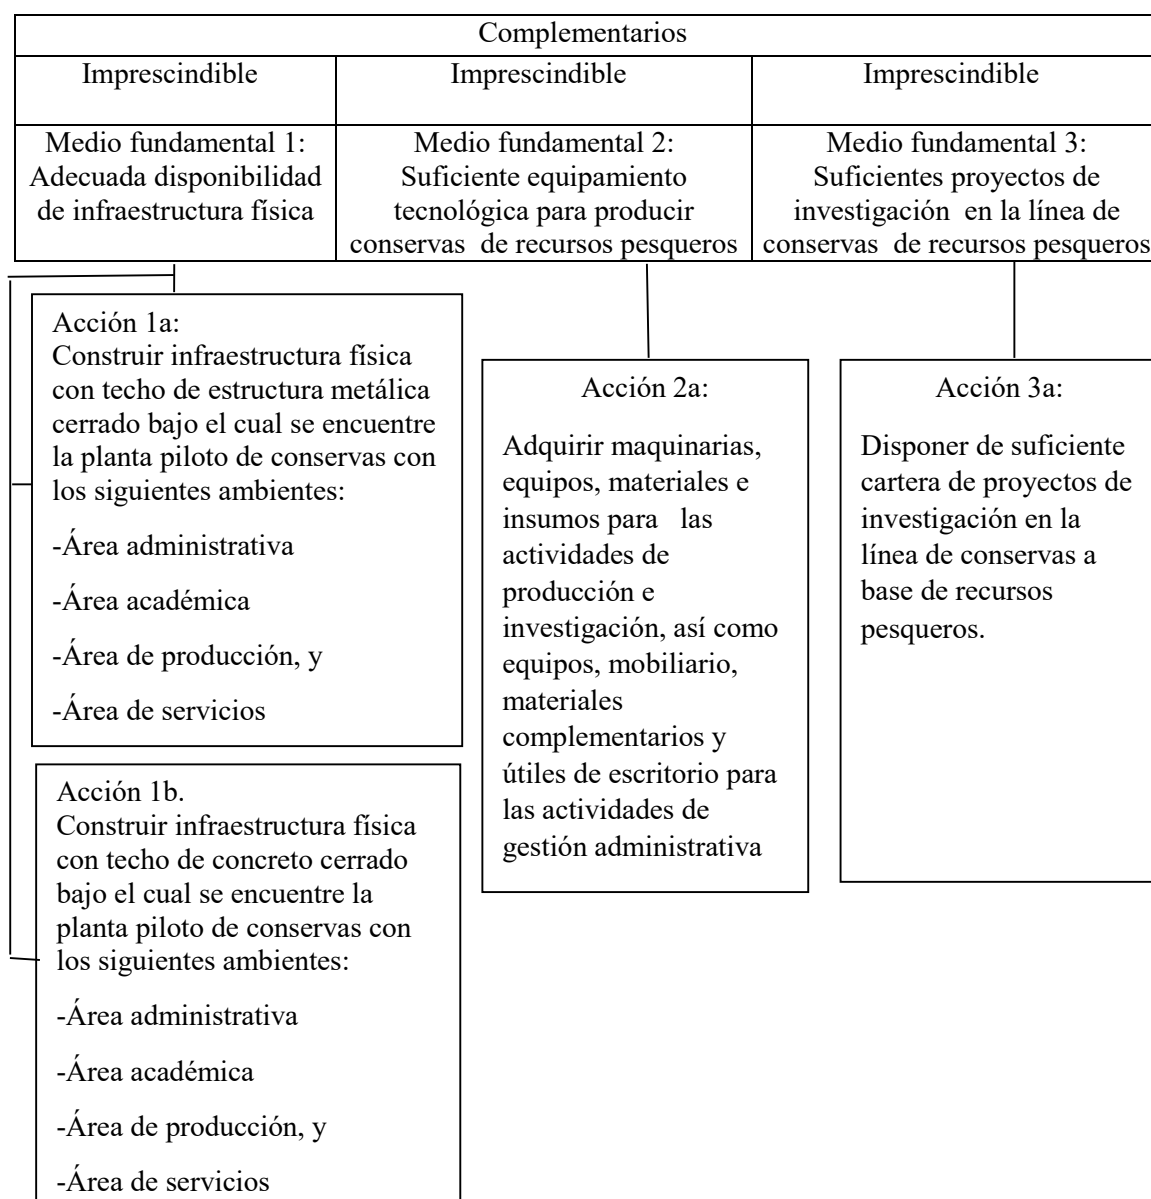 Complementarios
Imprescindible
Imprescindible
Imprescindible
Medio fundamental 1:
Adecuada disponibilidad
de infraestructura física
Medio fundamental 2:
Suficiente equipamiento
tecnológica para producir
conservas de recursos pesqueros
Medio fundamental 3:
Suficientes proyectos de
investigación en la línea de
conservas de recursos pesqueros
Acción 1a:
Construir infraestructura física
con techo de estructura metálica
cerrado bajo el cual se encuentre
la planta piloto de conservas con
los siguientes ambientes:
-Área administrativa
-Área académica
-Área de producción, y
-Área de servicios
Acción 1b.
Construir infraestructura física
con techo de concreto cerrado
bajo el cual se encuentre la
planta piloto de conservas con
los siguientes ambientes:
-Área administrativa
-Área académica
-Área de producción, y
-Área de servicios
Acción 2a:
Adquirir maquinarias,
equipos, materiales e
insumos para las
actividades de
producción e
investigación, así como
equipos, mobiliario,
materiales
complementarios y
útiles de escritorio para
las actividades de
gestión administrativa
Acción 3a:
Disponer de suficiente
cartera de proyectos de
investigación en la
línea de conservas a
base de recursos
pesqueros.